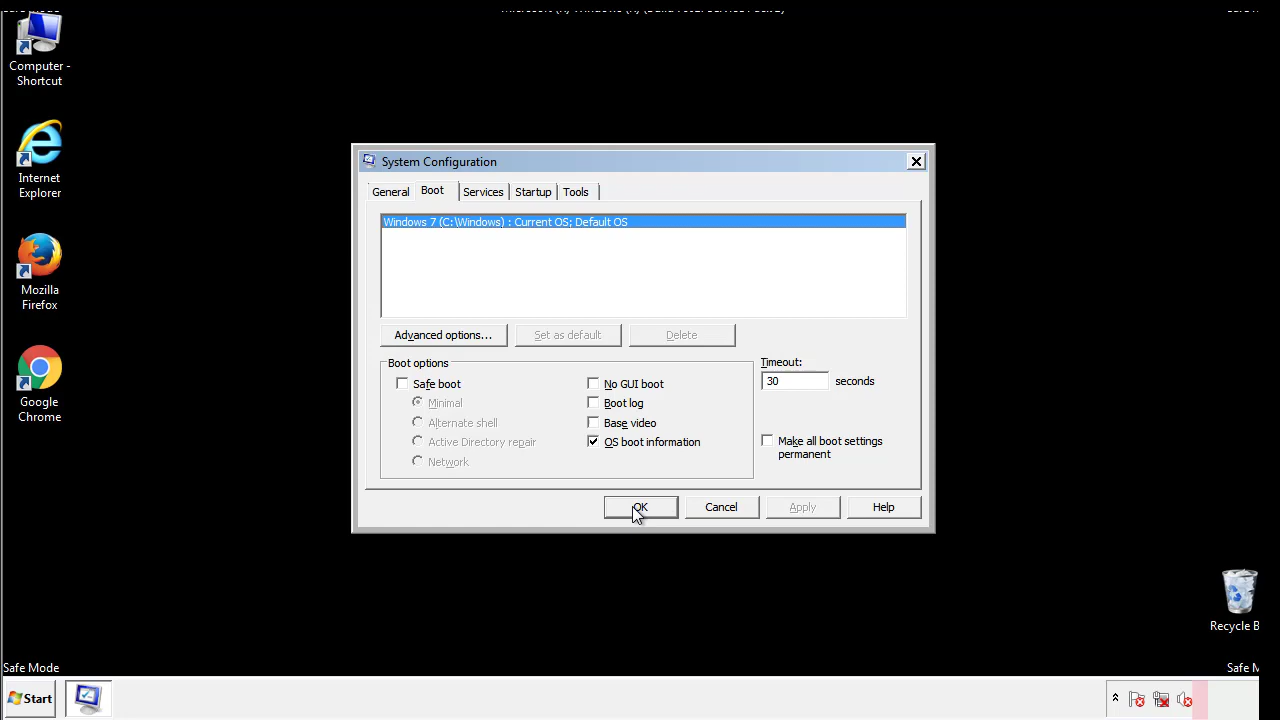 Computer -
Shortcut
Internet
Explorer
Mozilla
Firefox
Google
Chrome
System Configuration
General Boot Services Startup Tools
Windows 7 (C:\Windows) : Current OS; Default OS
Advanced options... Set as default Delete
Boot options
Timeout:
30 seconds
Safe boot
No GUI boot
Minimal
Boot log
Alternate shell
Base video
Active Directory repair
OS boot information
Network
Make all boot settings
permanent
OK Cancel Apply Help
Recycle B
Safe Mode
Safe M
Start